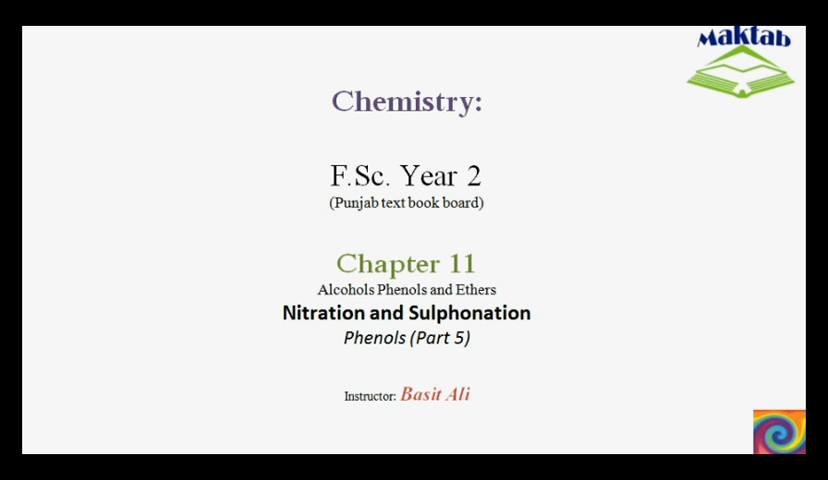 Maktab
Chemistry:
F.Sc. Year 2
(Punjab text book board)
Chapter 11
Alcohols Phenols and Ethers
Nitration and Sulphonation
Phenols (Part 5)
Instructor: Basit Ali